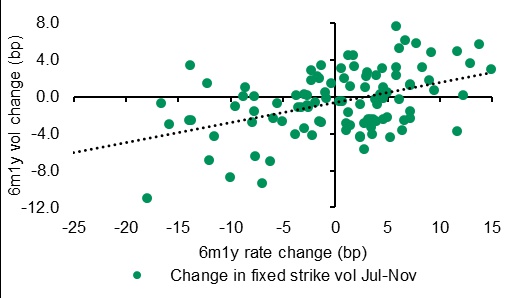 8.0
4.0
0.0
-4.0
-8.0
-12.0
6m1y vol change (bp)
-25 -20 -15 -10 -5 0 5 10 15
6m1y rate change (bp)
Change in fixed strike vol Jul-Nov